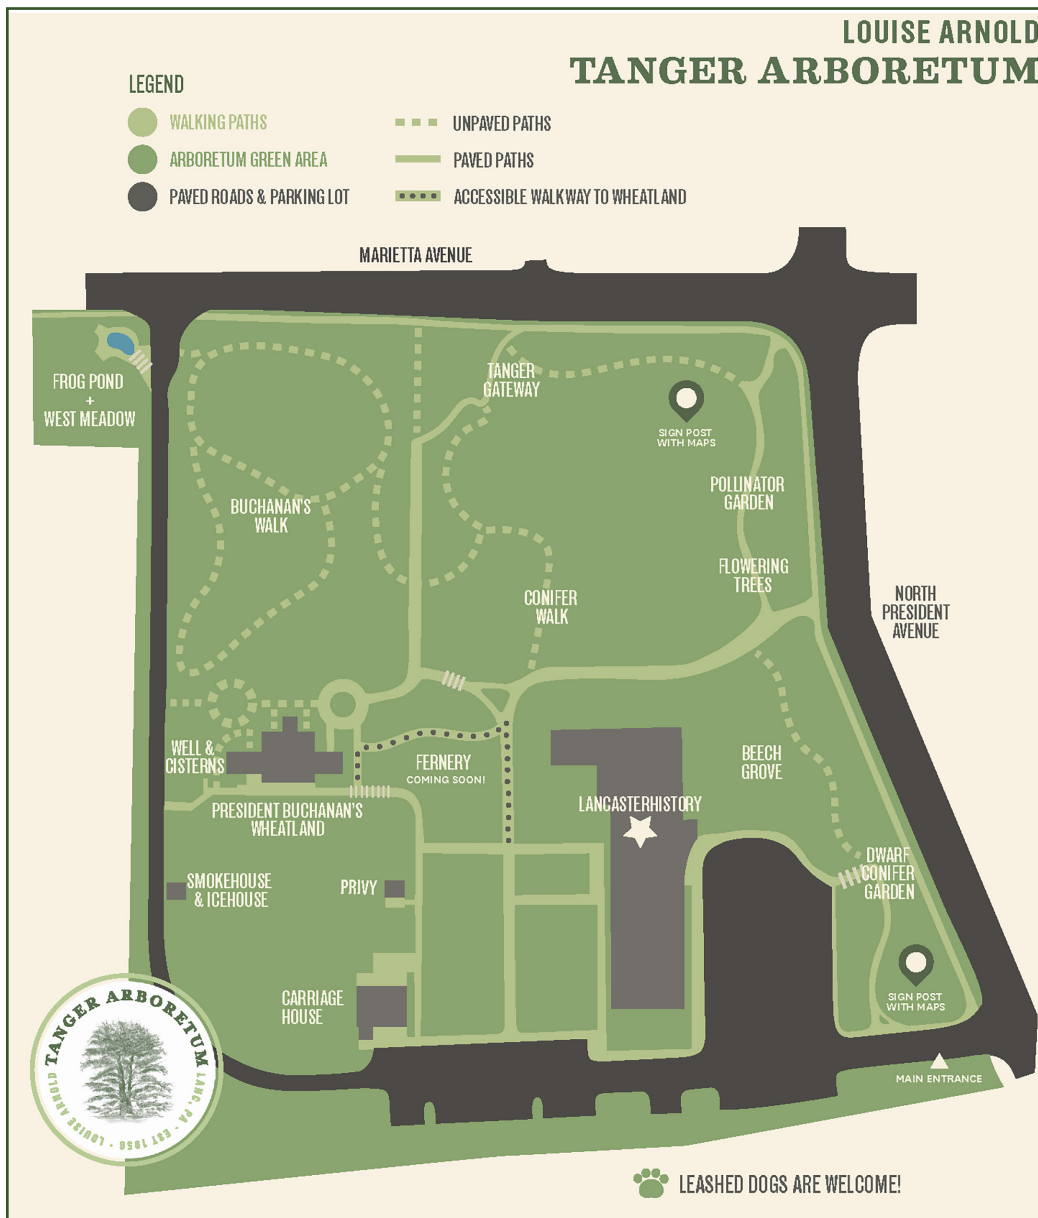 LOUISE ARNOLD
TANGER ARBORETUM
LEGEND
WALKING PATHS
ARBORETUM GREEN AREA
PAVED ROADS & PARKING LOT
UNPAVED PATHS
PAVED PATHS
ACCESSIBLE WALKWAY TO WHEATLAND
MARIETTA AVENUE
FROG POND
+
WEST MEADOW
TANGER
GATEWAY
SIGN POST
WITH MAPS
POLLINATOR
GARDEN
BUCHANAN'S
WALK
FLOWERING
TREES
CONIFER
WALK
NORTH
PRESIDENT
AVENUE
WELL &
CISTERNS
FERNERY
COMING SOON!
BEECH
GROVE
PRESIDENT BUCHANAN'S
WHEATLAND
LANCASTERHISTORY
DWARF
CONIFER
GARDEN
SMOKEHOUSE
& ICEHOUSE
PRIVY
CARRIAGE
HOUSE
SIGN POST
WITH MAPS
TANGER ARBORETUM
LOUISE ARNOLD • EST 1959 • LANC, PA
MAIN ENTRANCE
LEASHED DOGS ARE WELCOME!